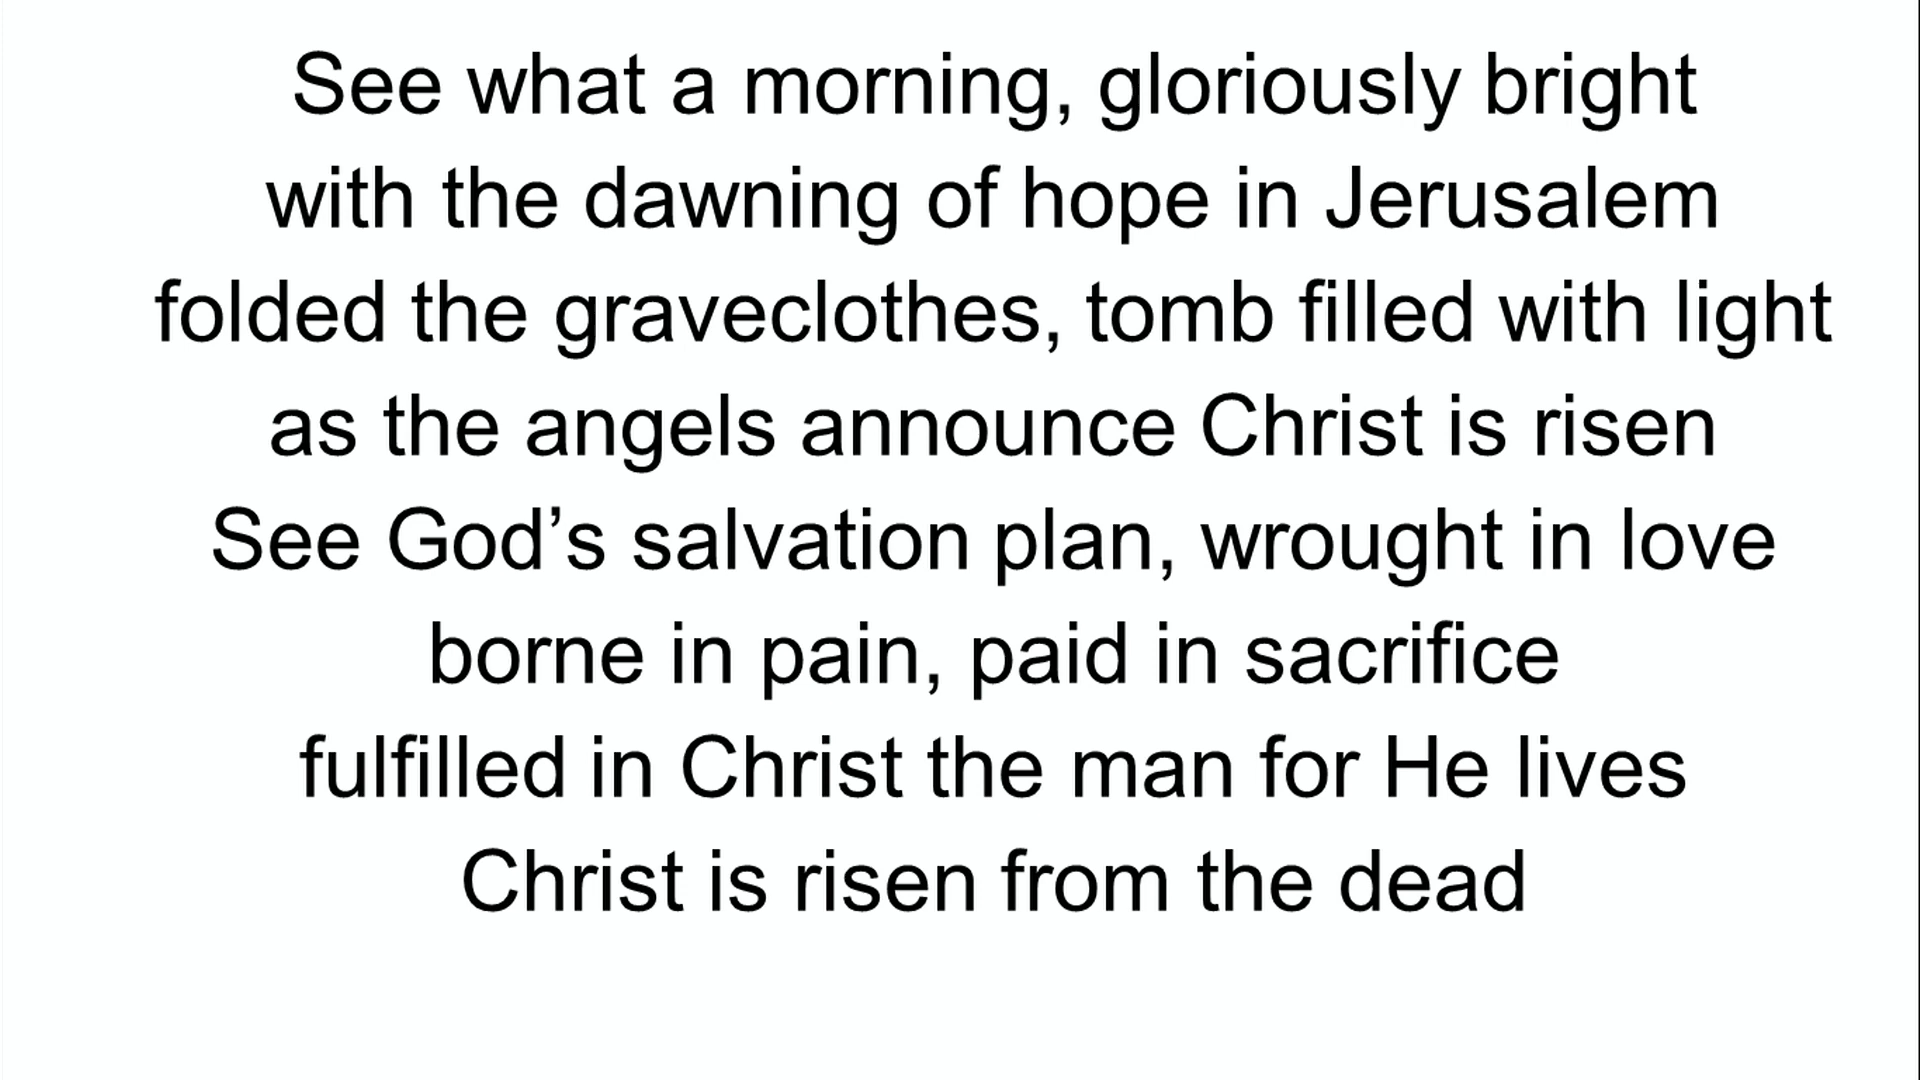 See what a morning, gloriously bright
with the dawning of hope in Jerusalem
folded the graveclothes, tomb filled with light
as the angels announce Christ is risen
See God’s salvation plan, wrought in love
borne in pain, paid in sacrifice
fulfilled in Christ the man for He lives
Christ is risen from the dead